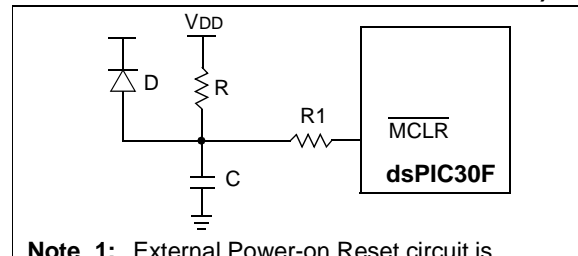 VDD
D
R
R1
MCLR
C
dsPIC30F
Note 1: External Power-on Reset circuit is